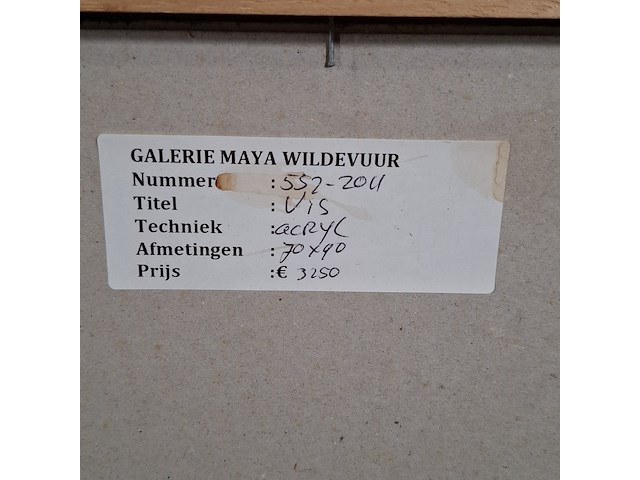 GALERIE MAYA WILDEVUUR
Nummer : 552-2011
Titel : Vis
Techniek : acRyL
Afmetingen : 70x90
Prijs : € 3250